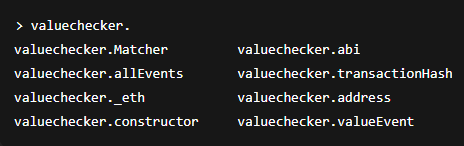 > valuechecker.
valuechecker.Matcher valuechecker.abi
valuechecker.allEvents valuechecker.transactionHash
valuechecker._eth valuechecker.address
valuechecker.constructor valuechecker.valueEvent